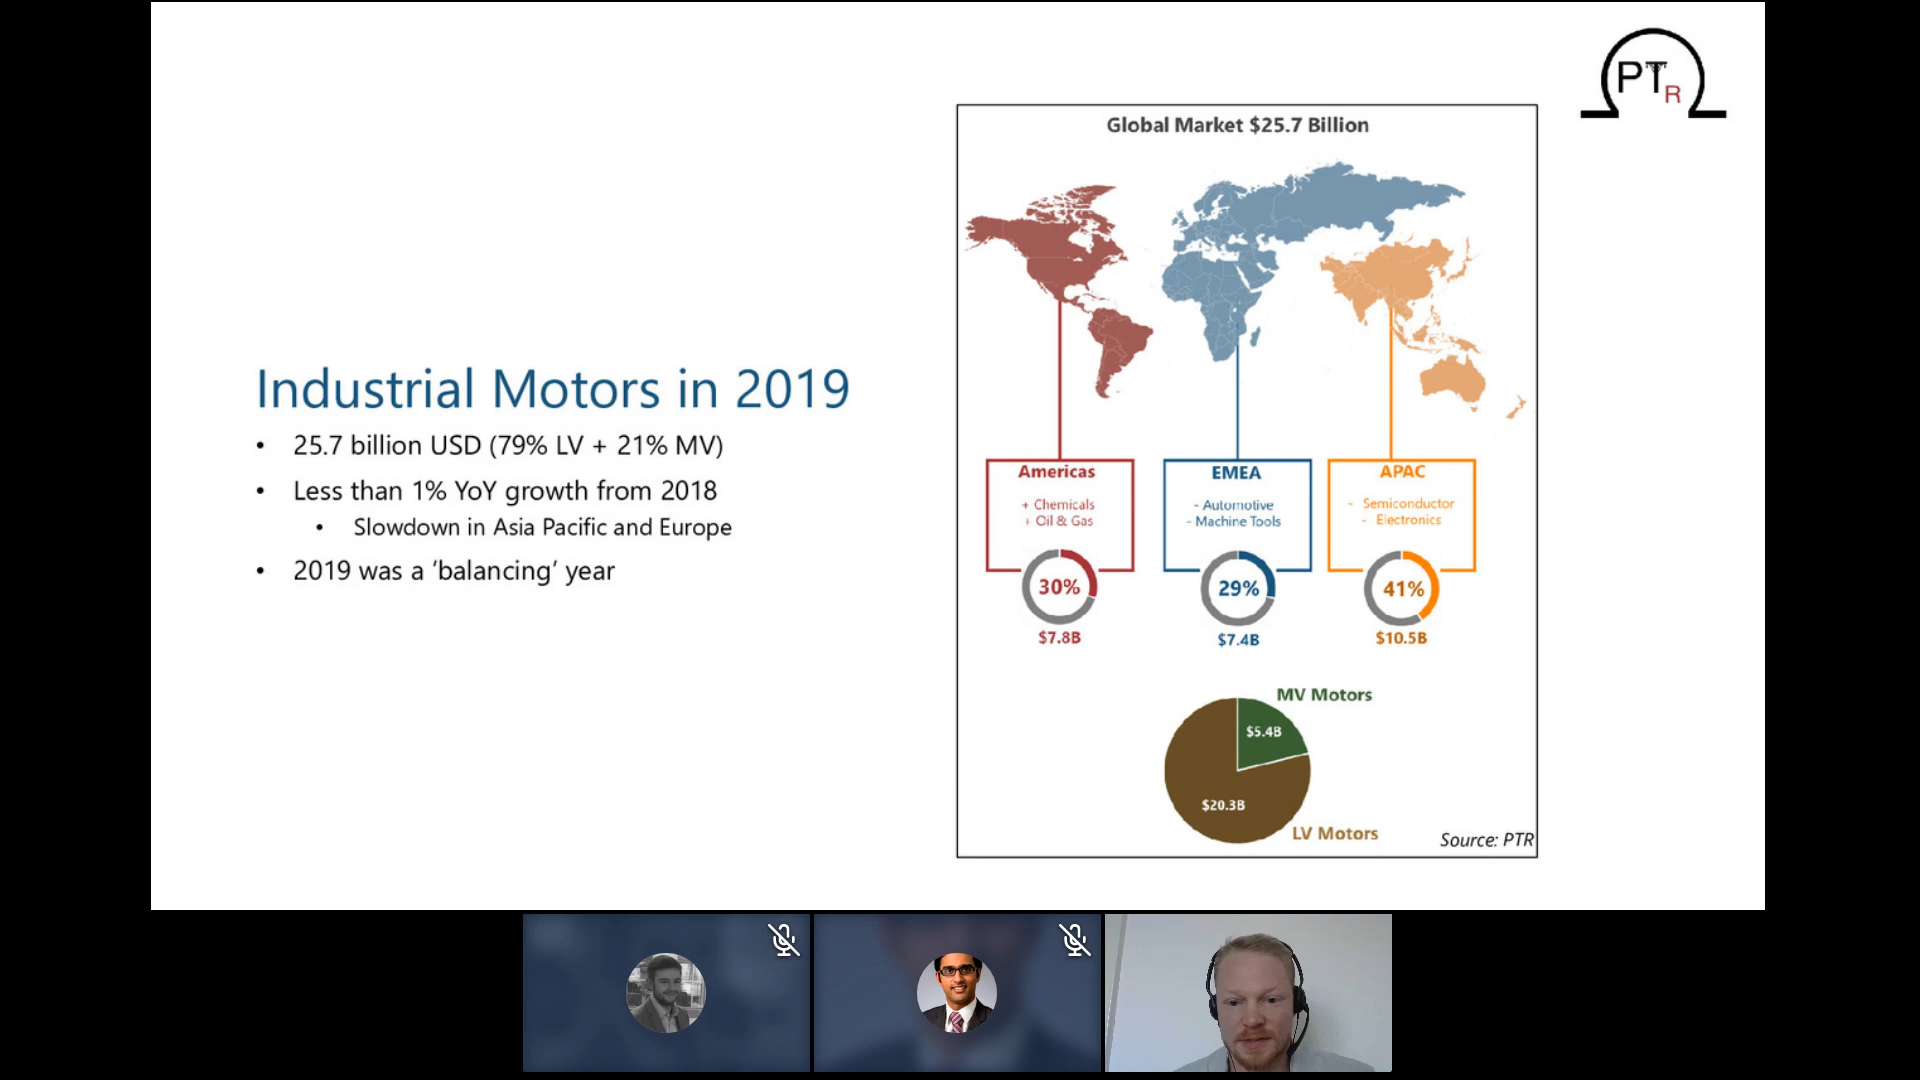 PTR
Industrial Motors in 2019
• 25.7 billion USD (79% LV + 21% MV)
• Less than 1% YoY growth from 2018
• Slowdown in Asia Pacific and Europe
• 2019 was a ‘balancing’ year
Global Market $25.7 Billion
Americas
+ Chemicals
+ Oil & Gas
30%
$7.8B
EMEA
- Automotive
- Machine Tools
29%
$7.4B
APAC
- Semiconductor
- Electronics
41%
$10.5B
MV Motors
$5.4B
$20.3B
LV Motors
Source: PTR